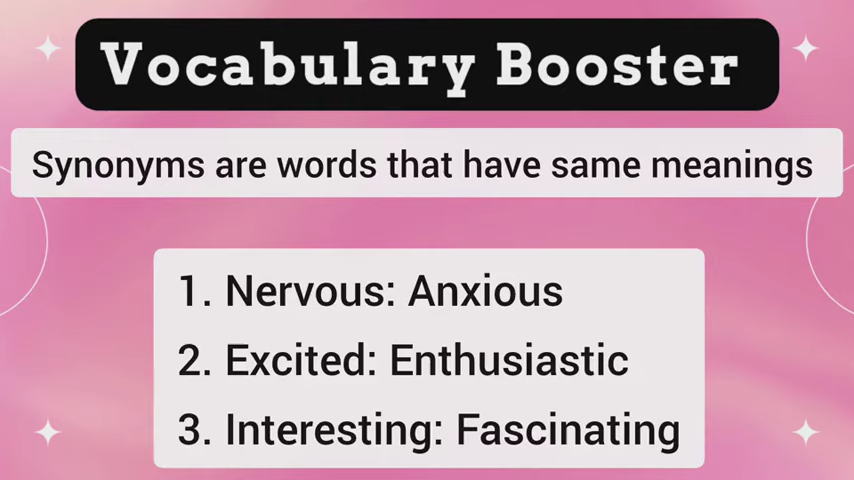 Vocabulary Booster
Synonyms are words that have same meanings
1. Nervous: Anxious
2. Excited: Enthusiastic
3. Interesting: Fascinating